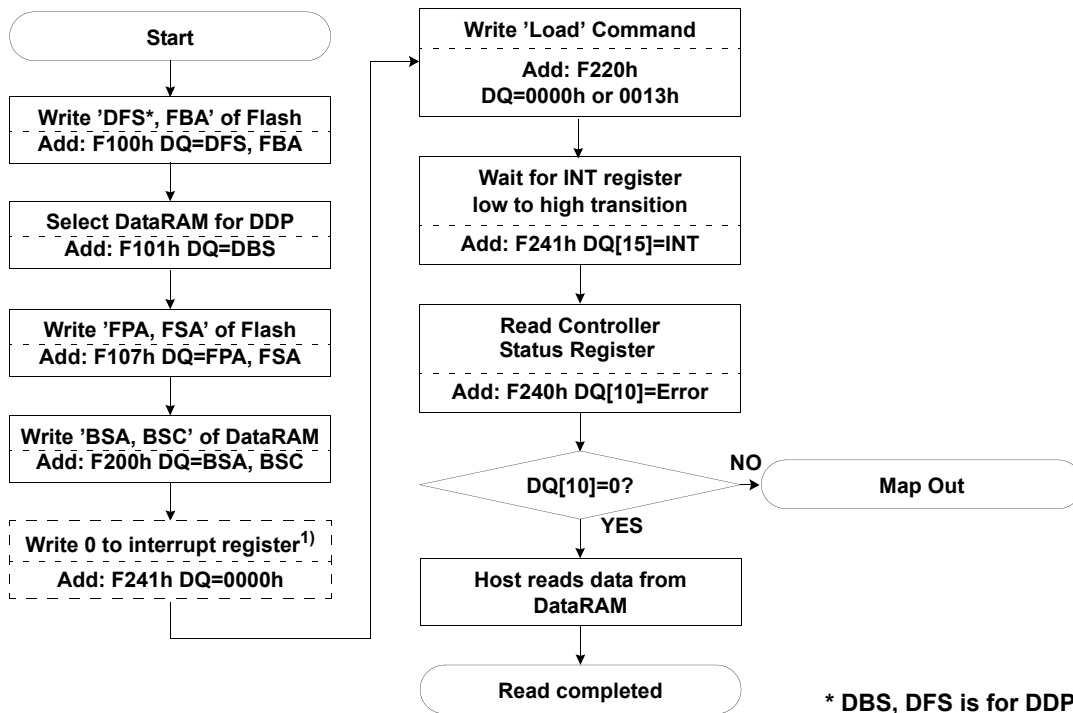 Start
Write ’DFS*, FBA’ of Flash
Add: F100h DQ=DFS, FBA
Select DataRAM for DDP
Add: F101h DQ=DBS
Write ’FPA, FSA’ of Flash
Add: F107h DQ=FPA, FSA
Write ’BSA, BSC’ of DataRAM
Add: F200h DQ=BSA, BSC
Write 0 to interrupt register1)
Add: F241h DQ=0000h
Write ’Load’ Command
Add: F220h
DQ=0000h or 0013h
Wait for INT register
low to high transition
Add: F241h DQ[15]=INT
Read Controller
Status Register
Add: F240h DQ[10]=Error
DQ[10]=0?
NO
Map Out
YES
Host reads data from
DataRAM
Read completed
* DBS, DFS is for DDP